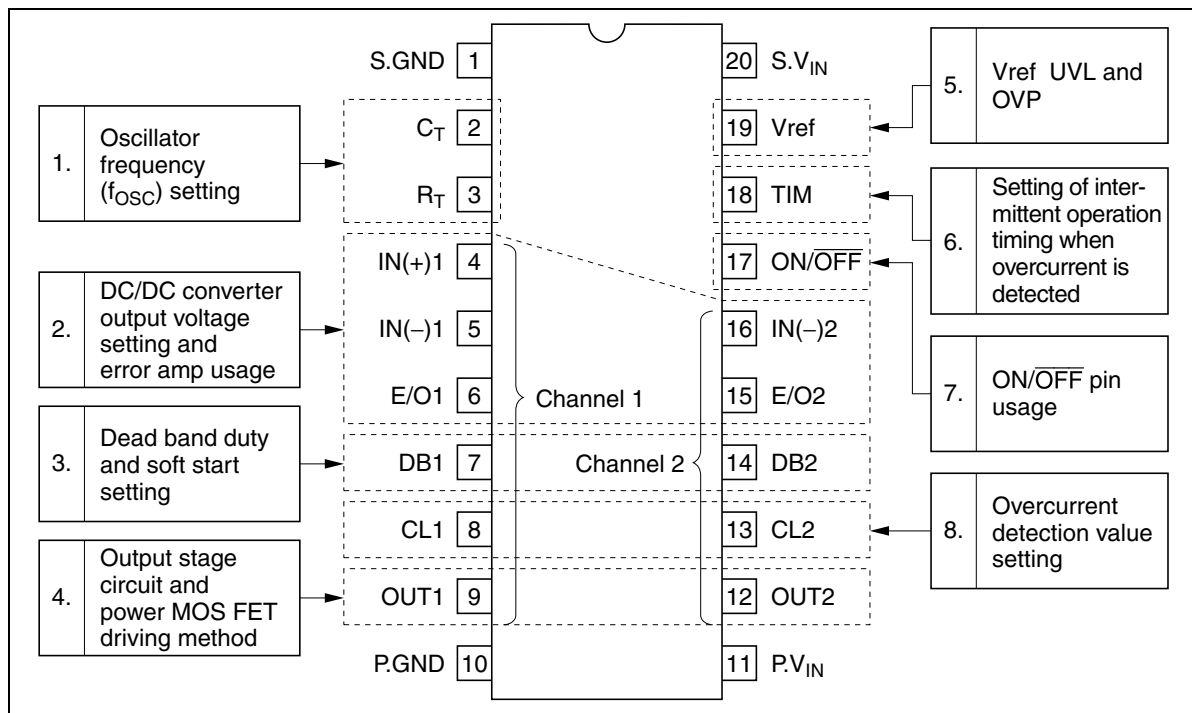 1.
Oscillator
frequency
(fOSC) setting
2.
DC/DC converter
output voltage
setting and
error amp usage
3.
Dead band duty
and soft start
setting
4.
Output stage
circuit and
power MOS FET
driving method
S.GND 1
CT 2
RT 3
IN(+)1 4
IN(−)1 5
E/O1 6
DB1 7
CL1 8
OUT1 9
P.GND 10
Channel 1
Channel 2
20 S.VIN
19 Vref
18 TIM
17 ON/O̅F̅F̅
16 IN(−)2
15 E/O2
14 DB2
13 CL2
12 OUT2
11 P.VIN
5.
Vref UVL and
OVP
6.
Setting of inter-
mittent operation
timing when
overcurrent is
detected
7.
ON/O̅F̅F̅ pin
usage
8.
Overcurrent
detection value
setting